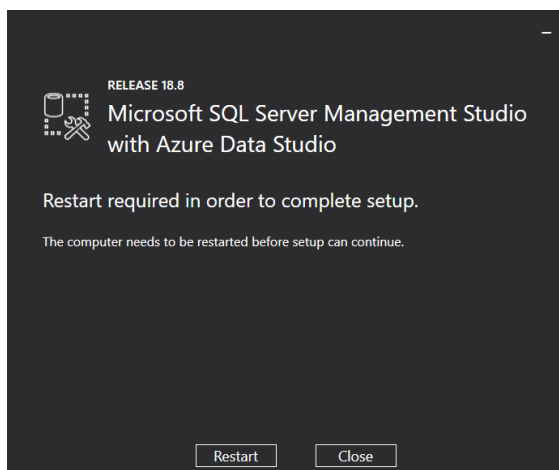 RELEASE 18.8
Microsoft SQL Server Management Studio
with Azure Data Studio
Restart required in order to complete setup.
The computer needs to be restarted before setup can continue.
Restart
Close